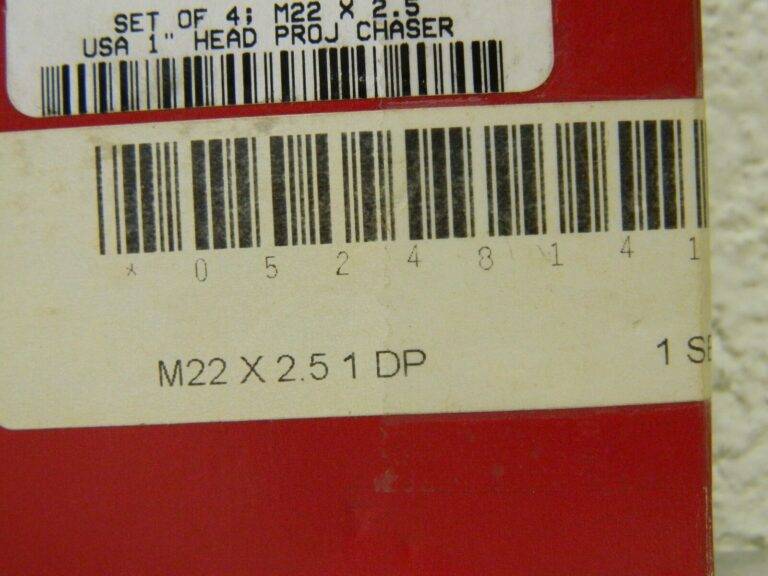 SET OF 4; M22 X 2.5
USA 1" HEAD PROJ CHASER
* 0 5 2 4 8 1 4 1
M22 X 2.5 1 DP
1 SE